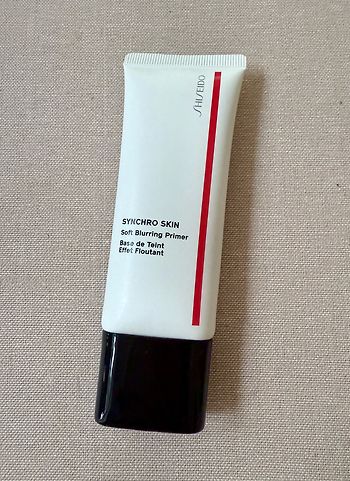 SHISEIDO
SYNCHRO SKIN
Soft Blurring Primer
Base de Teint
Effet Floutant